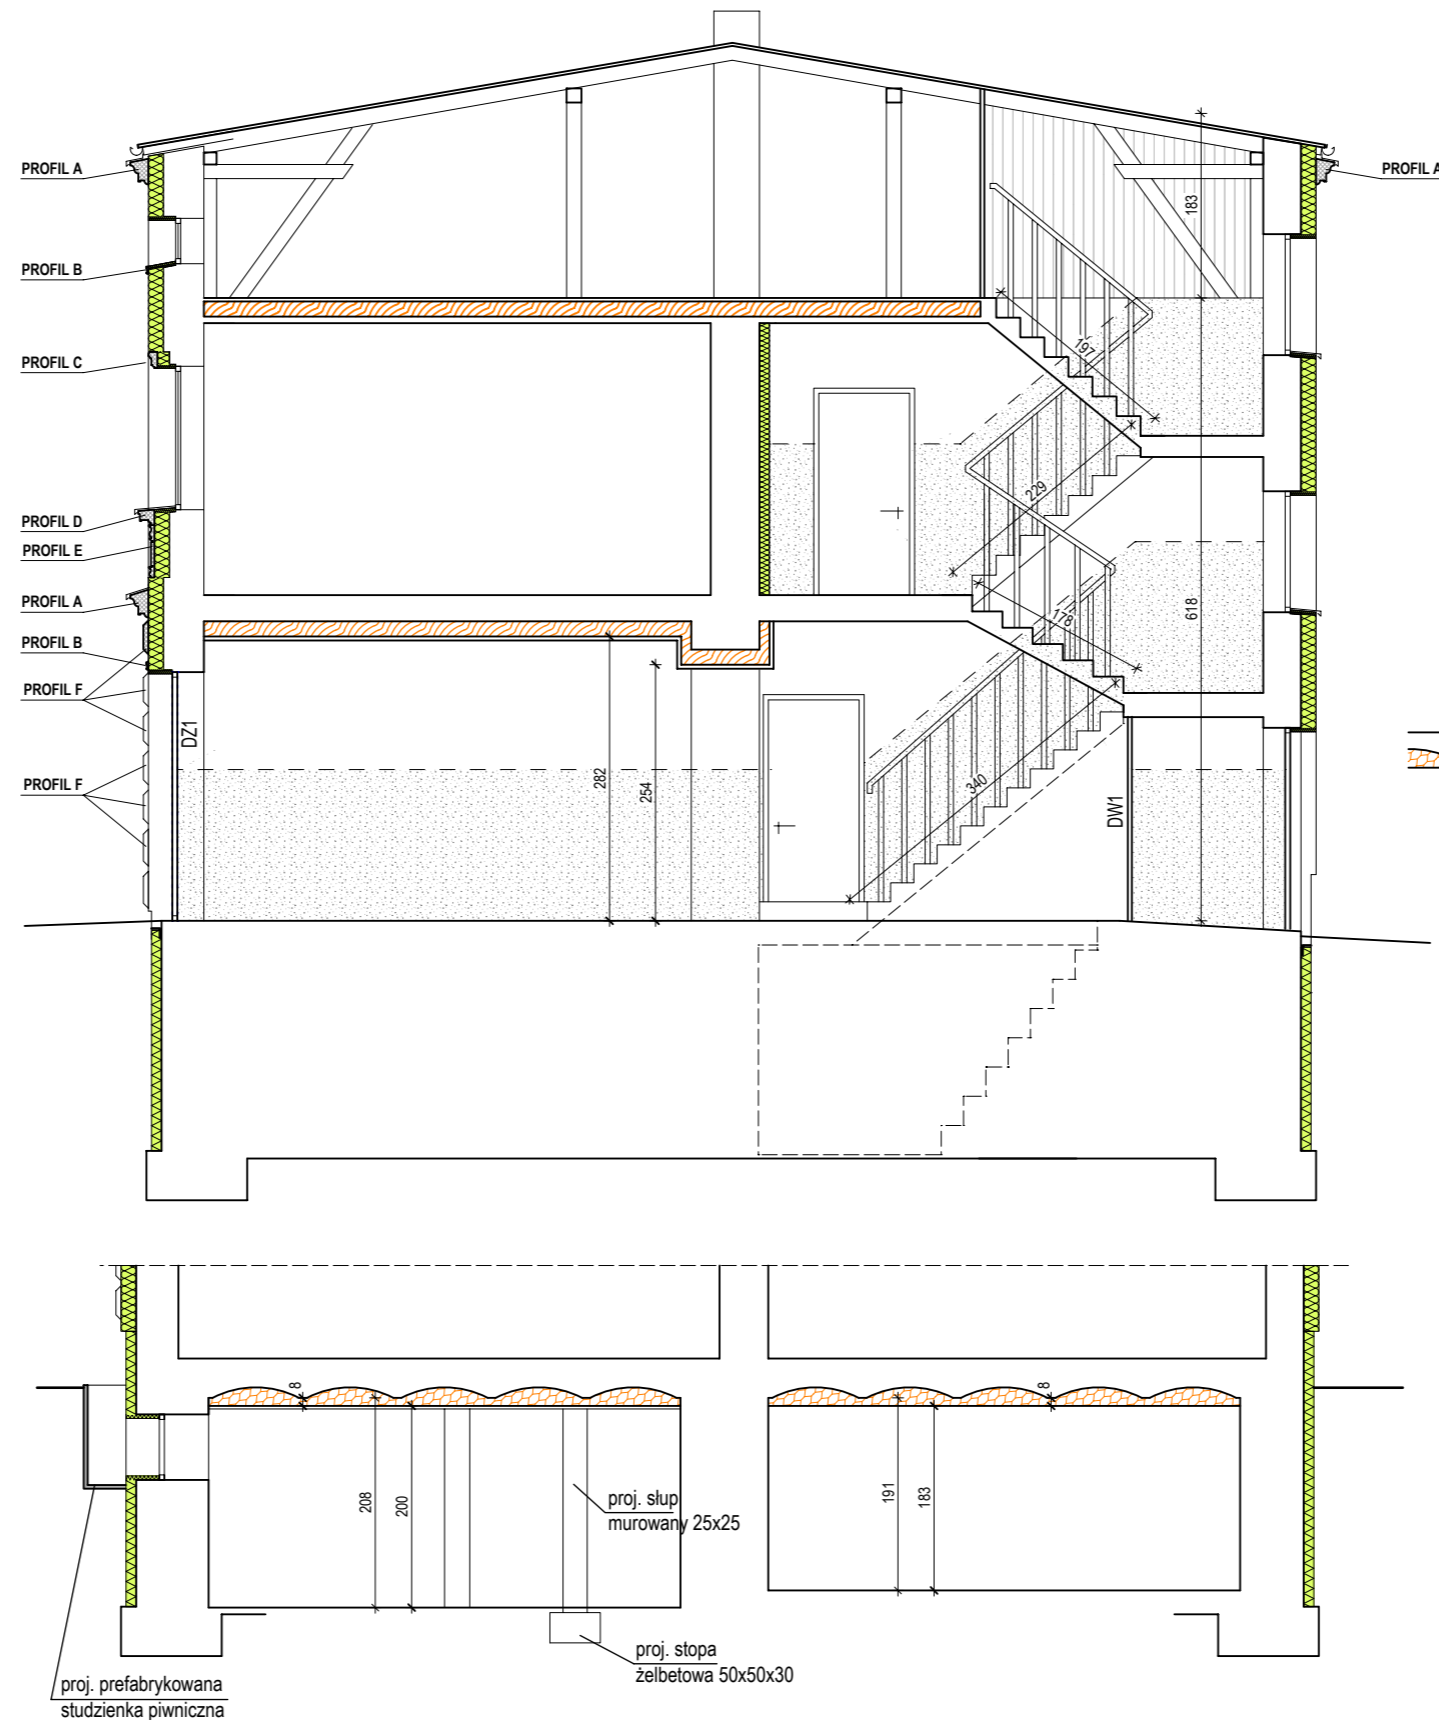 PROFIL A
PROFIL A
183
PROFIL B
PROFIL C
197
229
PROFIL D
PROFIL E
PROFIL A
178
618
PROFIL B
PROFIL F
DZ1
282
254
340
DW1
PROFIL F
8
8
208
200
191
183
proj. słup
murowany 25x25
proj. stopa
żelbetowa 50x50x30
proj. prefabrykowana
studzienka piwniczna